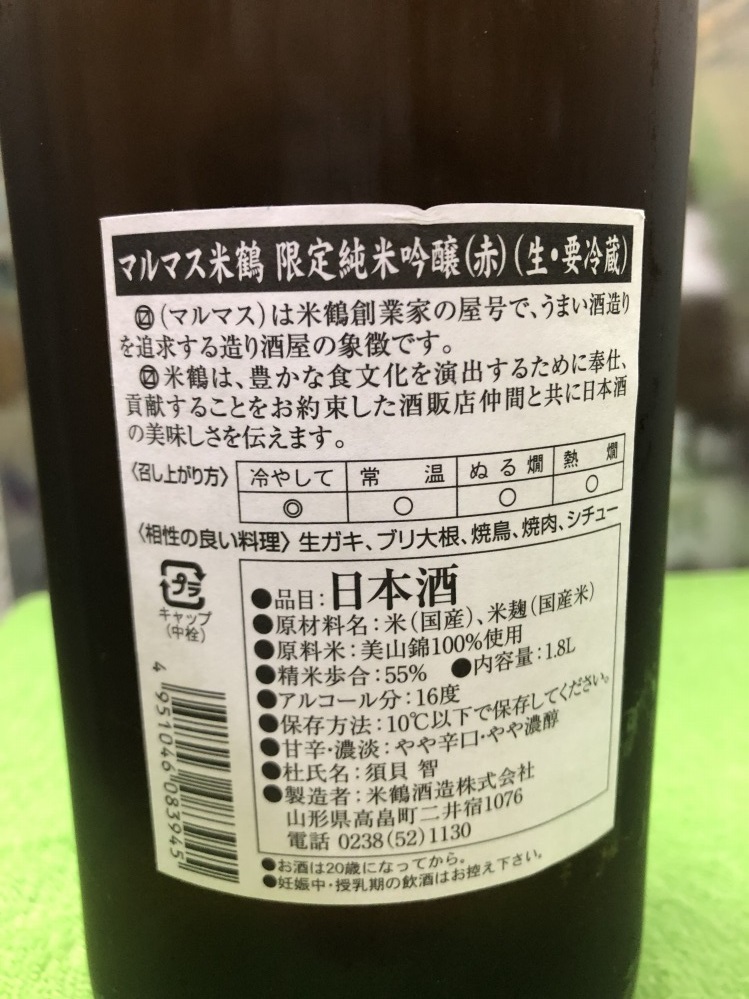 マルマス米鶴 限定純米吟醸(赤)(生・要冷蔵)
〼(マルマス)は米鶴創業家の屋号で、うまい酒造り
を追求する造り酒屋の象徴です。
〼米鶴は、豊かな食文化を演出するために奉仕、
貢献することをお約束した酒販店仲間と共に日本酒
の美味しさを伝えます。
〈召し上がり方〉 冷やして 常温 ぬる燗 熱燗
◎ ○ ○ ○
〈相性の良い料理〉生ガキ、ブリ大根、焼鳥、焼肉、シチュー
プラ
キャップ
(中栓)
●品目:日本酒
●原材料名:米(国産)、米麹(国産米)
●原料米:美山錦100%使用
●精米歩合:55% ●内容量:1.8L
●アルコール分:16度
●保存方法:10℃以下で保存してください。
●甘辛・濃淡:やや辛口・やや濃醇
●杜氏名:須貝 智
●製造者:米鶴酒造株式会社
山形県高畠町二井宿1076
電話 0238(52)1130
4951046083945
●お酒は20歳になってから。
●妊娠中・授乳期の飲酒はお控え下さい。